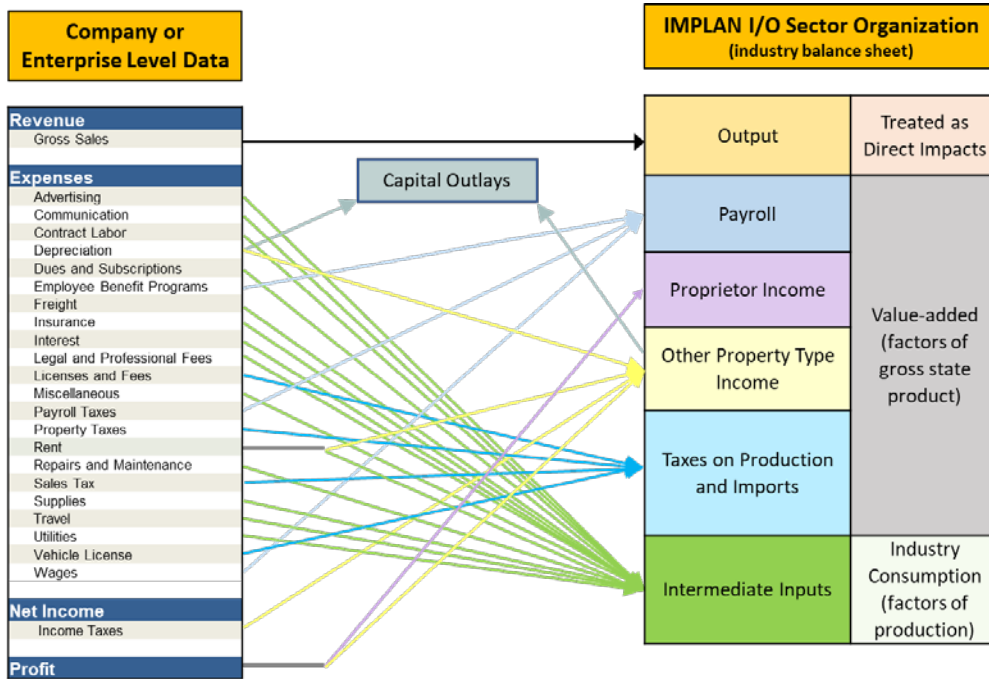 Company or
Enterprise Level Data
IMPLAN I/O Sector Organization
(industry balance sheet)
Revenue
Gross Sales
Expenses
Advertising
Communication
Contract Labor
Depreciation
Dues and Subscriptions
Employee Benefit Programs
Freight
Insurance
Interest
Legal and Professional Fees
Licenses and Fees
Miscellaneous
Payroll Taxes
Property Taxes
Rent
Repairs and Maintenance
Sales Tax
Supplies
Travel
Utilities
Vehicle License
Wages
Net Income
Income Taxes
Profit
Capital Outlays
Output
Payroll
Proprietor Income
Other Property Type
Income
Taxes on Production
and Imports
Intermediate Inputs
Treated as
Direct Impacts
Value-added
(factors of
gross state
product)
Industry
Consumption
(factors of
production)